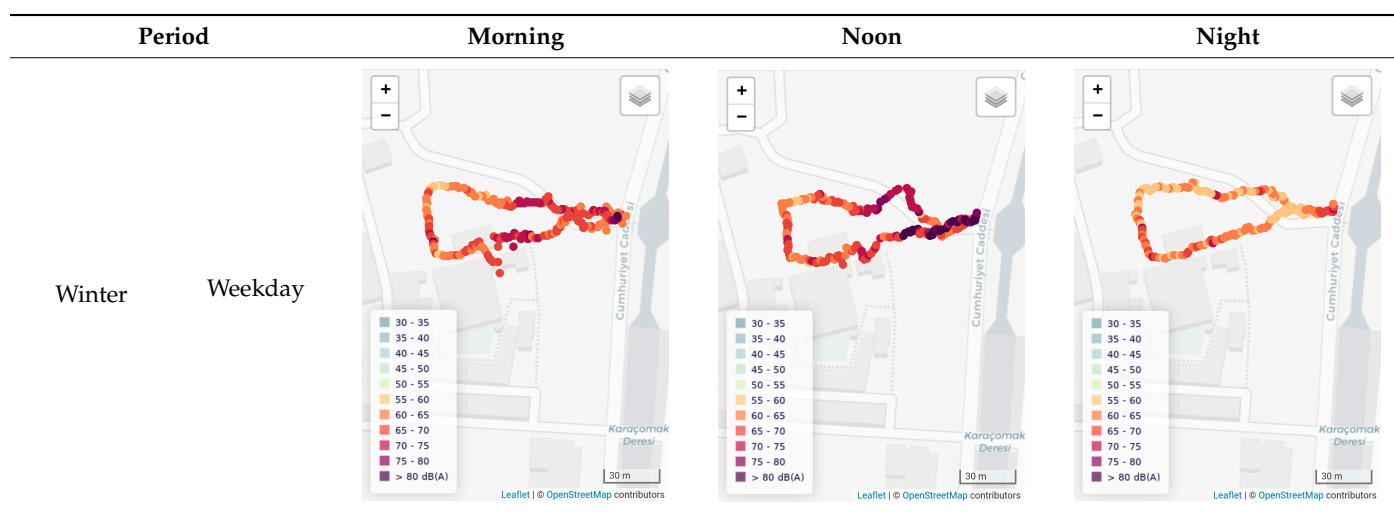 Period Morning Noon Night
Winter Weekday
+
−
Cumhuriyet Caddesi
30 - 35
35 - 40
40 - 45
45 - 50
50 - 55
55 - 60
60 - 65
65 - 70
70 - 75
75 - 80
> 80 dB(A)
Karaçomak
Deresi
30 m
Leaflet | © OpenStreetMap contributors
+
−
Cumhuriyet Caddesi
30 - 35
35 - 40
40 - 45
45 - 50
50 - 55
55 - 60
60 - 65
65 - 70
70 - 75
75 - 80
> 80 dB(A)
Karaçomak
Deresi
30 m
Leaflet | © OpenStreetMap contributors
+
−
Cumhuriyet Caddesi
30 - 35
35 - 40
40 - 45
45 - 50
50 - 55
55 - 60
60 - 65
65 - 70
70 - 75
75 - 80
> 80 dB(A)
Karaçomak
Deresi
30 m
Leaflet | © OpenStreetMap contributors